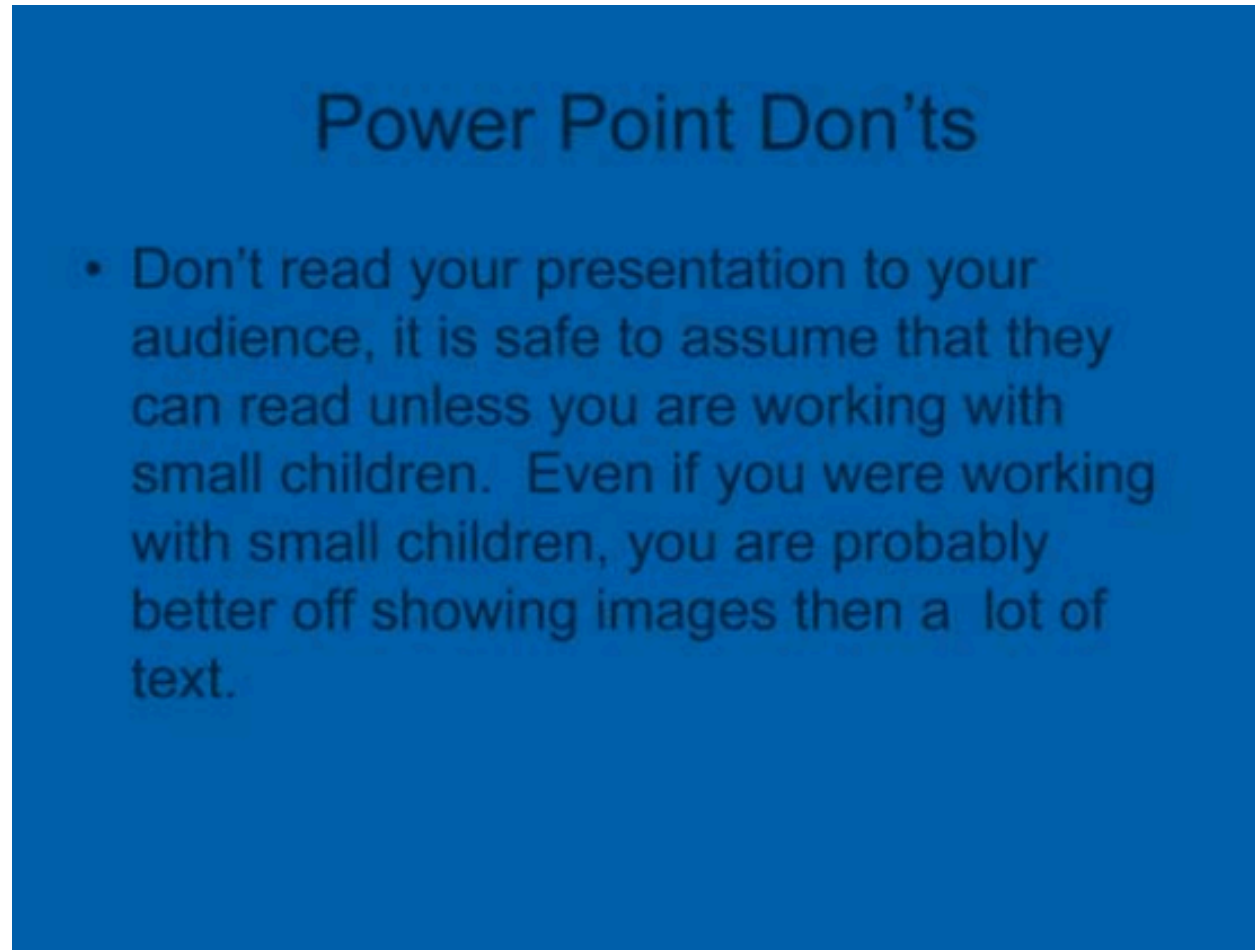 Power Point Don'ts
• Don't read your presentation to your
audience, it is safe to assume that they
can read unless you are working with
small children.  Even if you were working
with small children, you are probably
better off showing images then a  lot of
text.